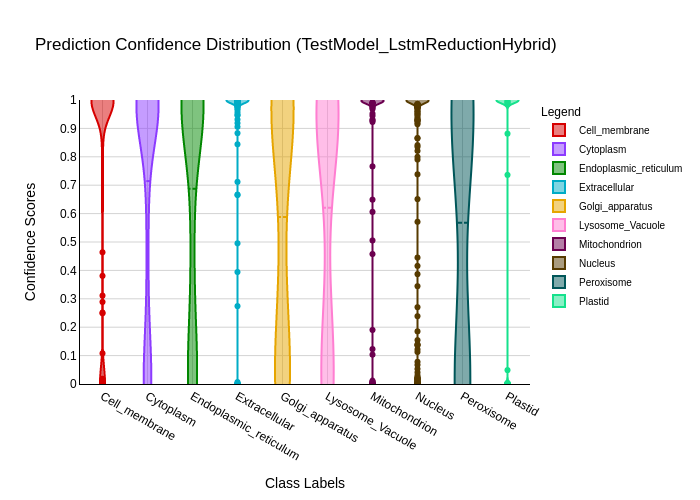 Prediction Confidence Distribution (TestModel_LstmReductionHybrid)
Legend
Cell_membrane
Cytoplasm
Endoplasmic_reticulum
Extracellular
Golgi_apparatus
Lysosome_Vacuole
Mitochondrion
Nucleus
Peroxisome
Plastid
Confidence Scores
1
0.9
0.8
0.7
0.6
0.5
0.4
0.3
0.2
0.1
0
Cell_membrane
Cytoplasm
Endoplasmic_reticulum
Extracellular
Golgi_apparatus
Lysosome_Vacuole
Mitochondrion
Nucleus
Peroxisome
Plastid
Class Labels